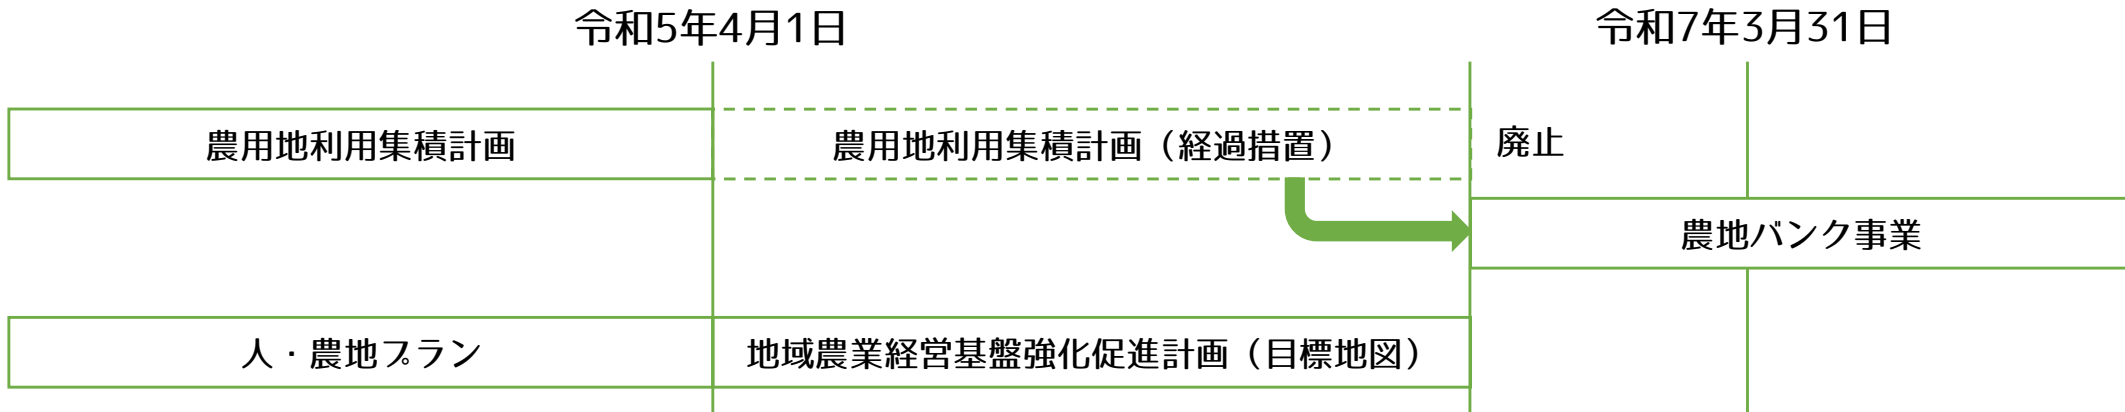 令和5年4月1日
令和7年3月31日
農用地利用集積計画
農用地利用集積計画（経過措置）
廃止
農地バンク事業
人・農地プラン
地域農業経営基盤強化促進計画（目標地図）